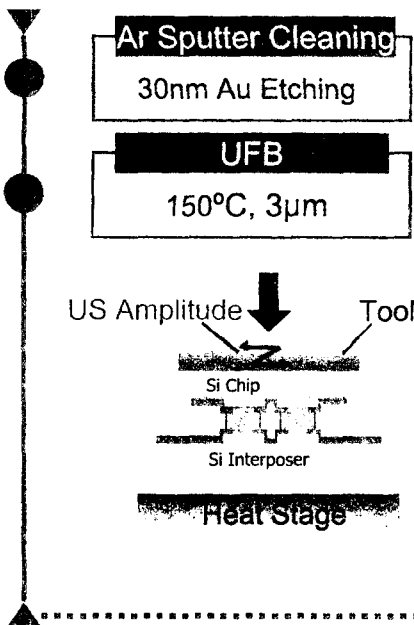 Ar Sputter Cleaning
30nm Au Etching
UFB
150ºC, 3µm
US Amplitude Tool
Si Chip
Si Interposer
Heat Stage